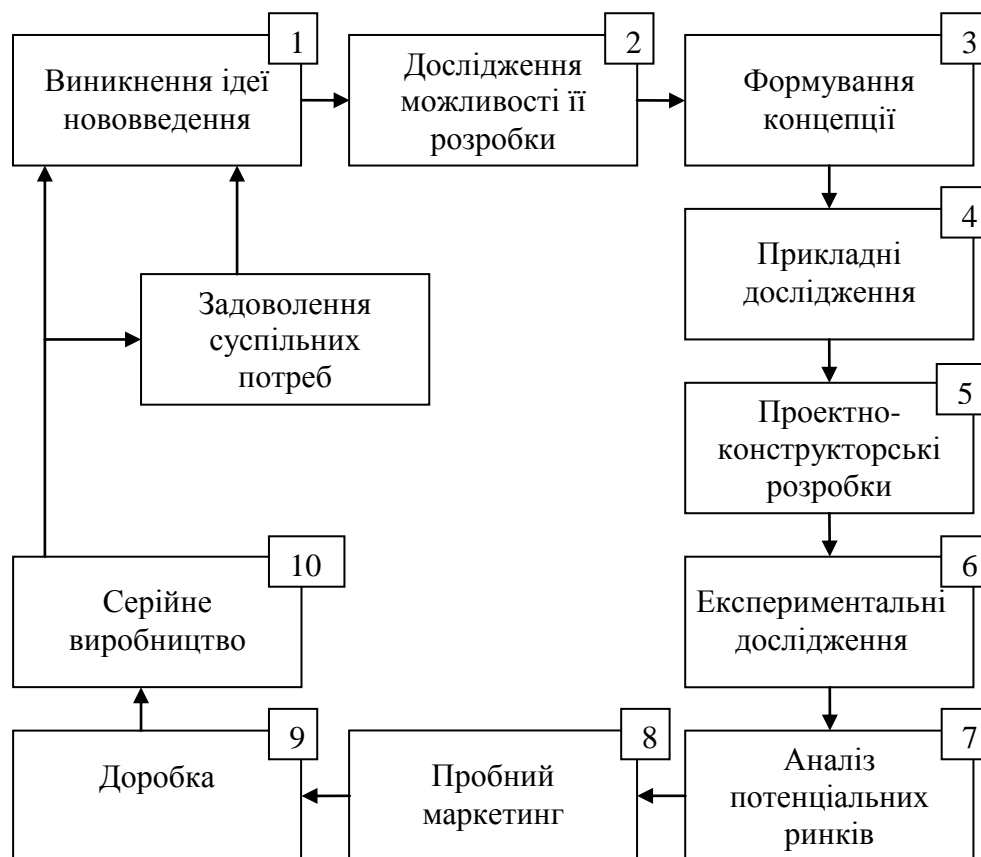 1
Виникнення ідеї
нововведення
2
Дослідження
можливості її
розробки
3
Формування
концепції
4
Прикладні
дослідження
Задоволення
суспільних
потреб
5
Проектно-
конструкторські
розробки
6
Експериментальні
дослідження
7
Аналіз
потенціальних
ринків
8
Пробний
маркетинг
9
Доробка
10
Серійне
виробництво